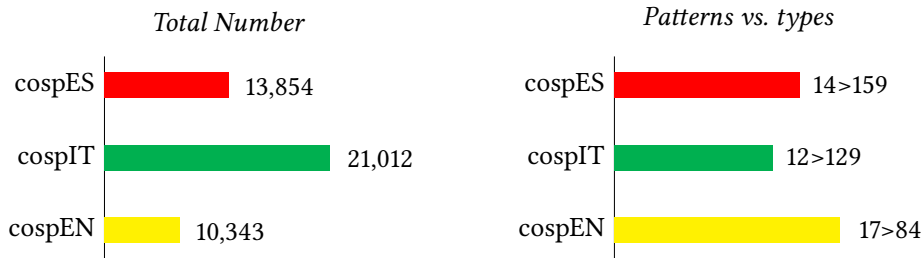 Total Number
cospES 13,854
cospIT 21,012
cospEN 10,343
Patterns vs. types
cospES 14>159
cospIT 12>129
cospEN 17>84